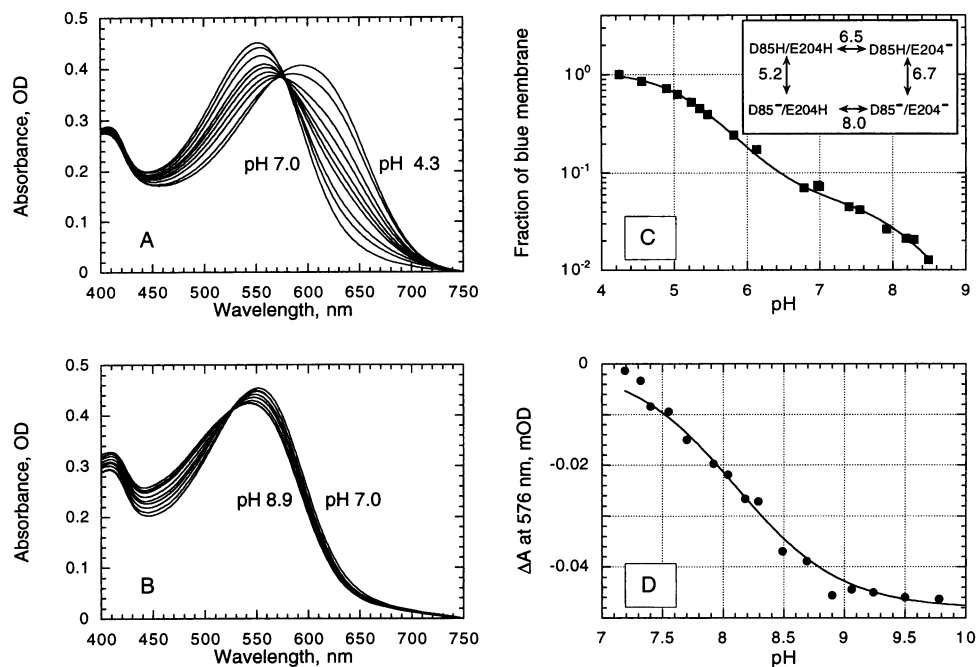 Absorbance, OD
0.5
0.4
0.3
0.2
0.1
0
pH 7.0
pH 4.3
A
400 450 500 550 600 650 700 750
Wavelength, nm
Fraction of blue membrane
10⁰
10⁻¹
10⁻²
6.5
D85H/E204H D85H/E204⁻
5.2 6.7
D85⁻/E204H D85⁻/E204⁻
8.0
C
4 5 6 7 8 9
pH
Absorbance, OD
0.5
0.4
0.3
0.2
0.1
0
pH 8.9
pH 7.0
B
400 450 500 550 600 650 700 750
Wavelength, nm
ΔA at 576 nm, mOD
0
-0.02
-0.04
D
7 7.5 8 8.5 9 9.5 10
pH